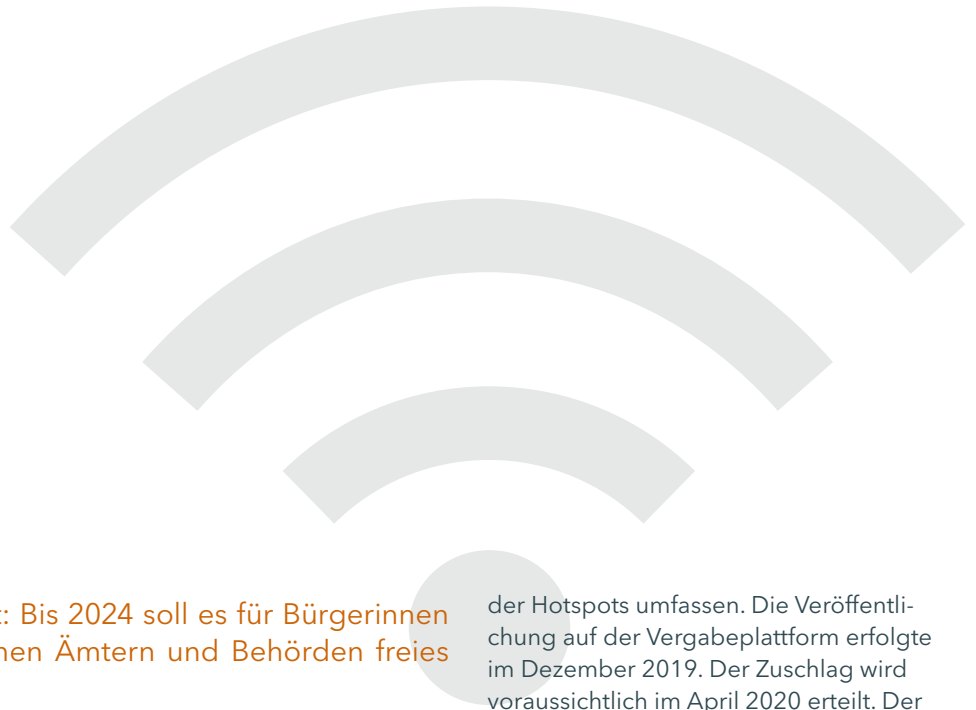 : Bis 2024 soll es für Bürgerinnen
nen Ämtern und Behörden freies
der Hotspots umfassen. Die Veröffentli-
chung auf der Vergabeplattform erfolgte
im Dezember 2019. Der Zuschlag wird
voraussichtlich im April 2020 erteilt. Der